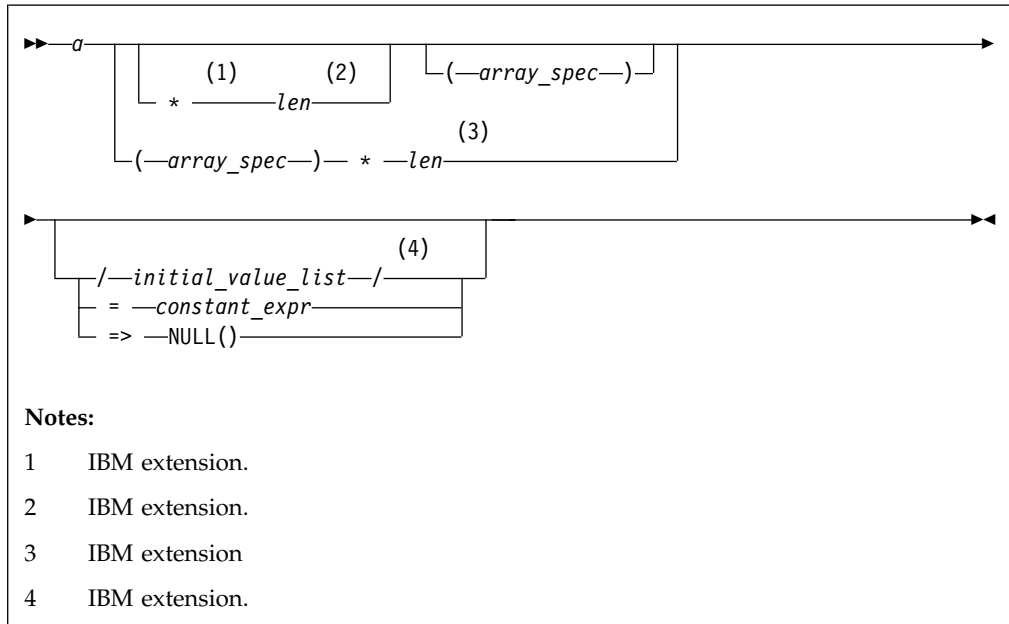 a
(1) (2)
* len
( array_spec )
(3)
( array_spec ) * len
(4)
/ initial_value_list /
= constant_expr
=> NULL()
Notes:
1 IBM extension.
2 IBM extension.
3 IBM extension
4 IBM extension.